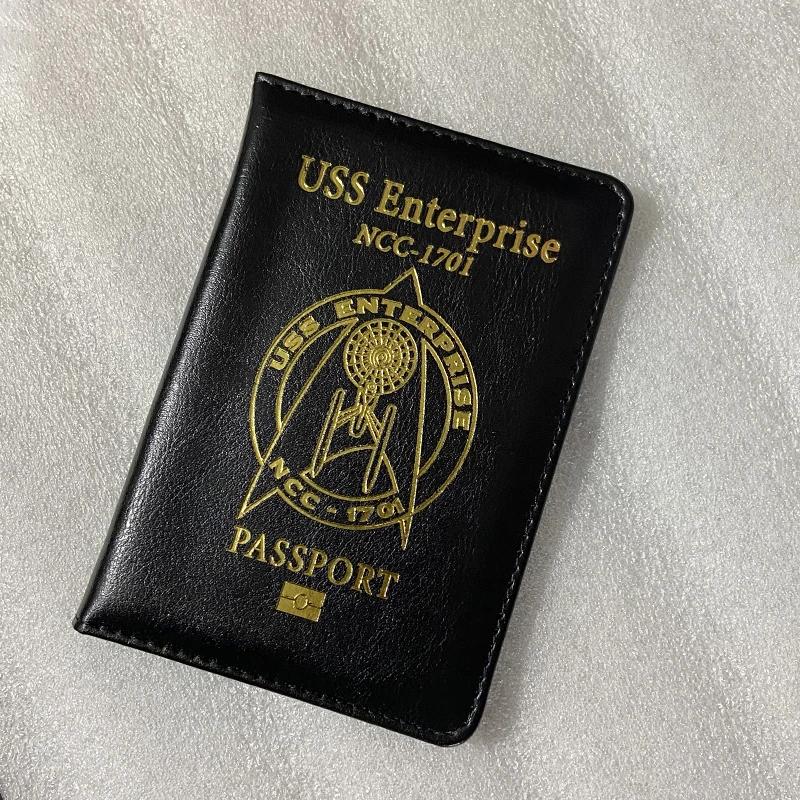 USS Enterprise
NCC-1701
USS ENTERPRISE
NCC - 1701
PASSPORT